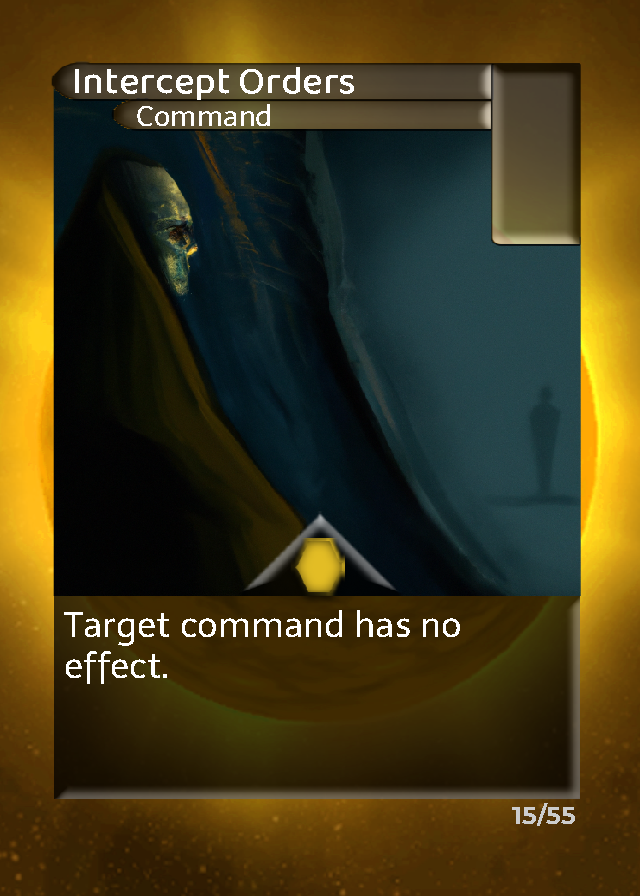 Intercept Orders
Command
Target command has no
effect.
15/55